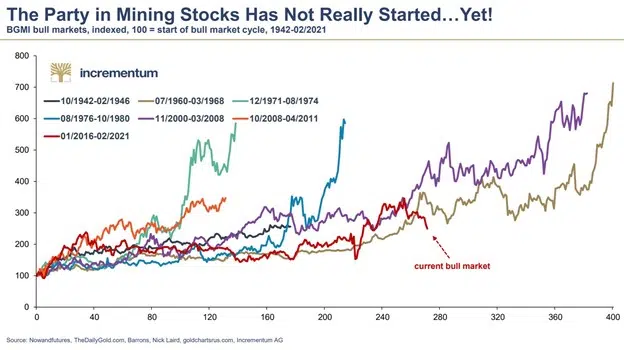 The Party in Mining Stocks Has Not Really Started…Yet!
BGMI bull markets, indexed, 100 = start of bull market cycle, 1942-02/2021
800
incrementum
700
10/1942-02/1946 07/1960-03/1968 12/1971-08/1974
08/1976-10/1980 11/2000-03/2008 10/2008-04/2011
600
01/2016-02/2021
500
400
300
200
current bull market
100
0
0 40 80 120 160 200 240 280 320 360 400
Source: Nowandfutures, TheDailyGold.com, Barrons, Nick Laird, goldchartsrus.com, Incrementum AG